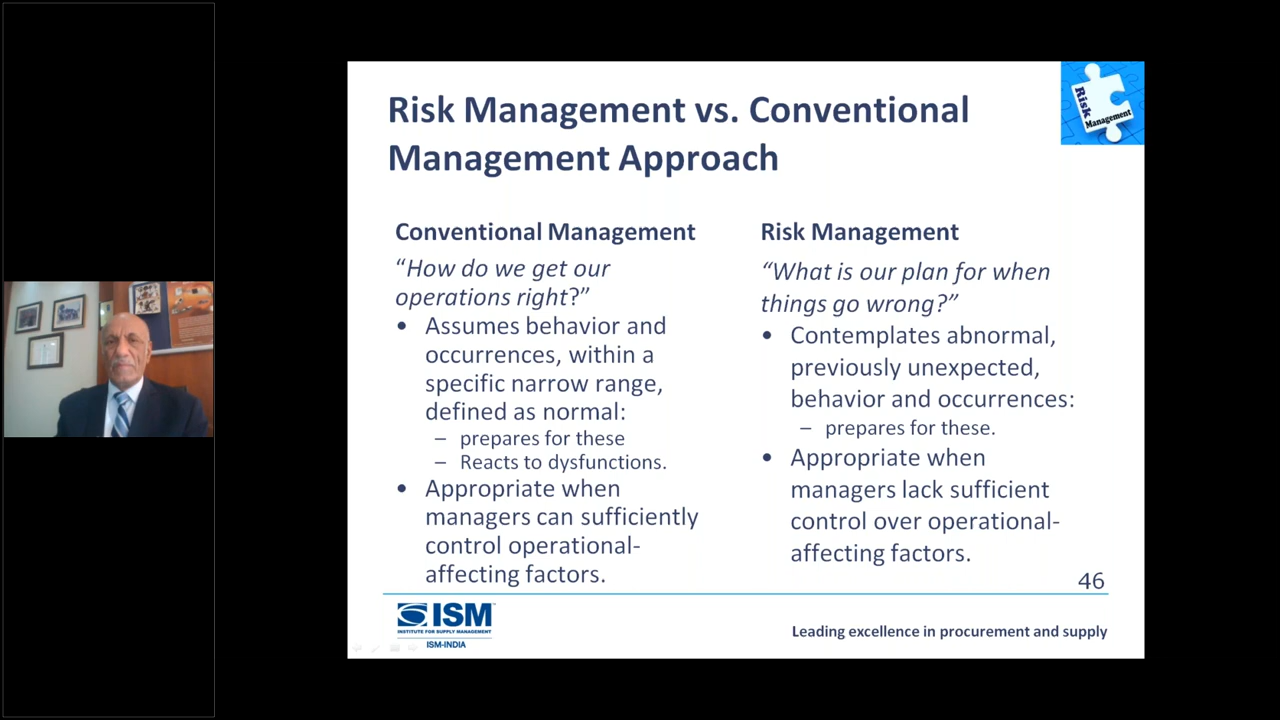 Risk Management vs. Conventional
Management Approach
Risk
Management
Conventional Management
“How do we get our
operations right?”
• Assumes behavior and
occurrences, within a
specific narrow range,
defined as normal:
– prepares for these
– Reacts to dysfunctions.
• Appropriate when
managers can sufficiently
control operational-
affecting factors.
Risk Management
“What is our plan for when
things go wrong?”
• Contemplates abnormal,
previously unexpected,
behavior and occurrences:
– prepares for these.
• Appropriate when
managers lack sufficient
control over operational-
affecting factors.
46
ISM
INSTITUTE FOR SUPPLY MANAGEMENT
ISM-INDIA
Leading excellence in procurement and supply